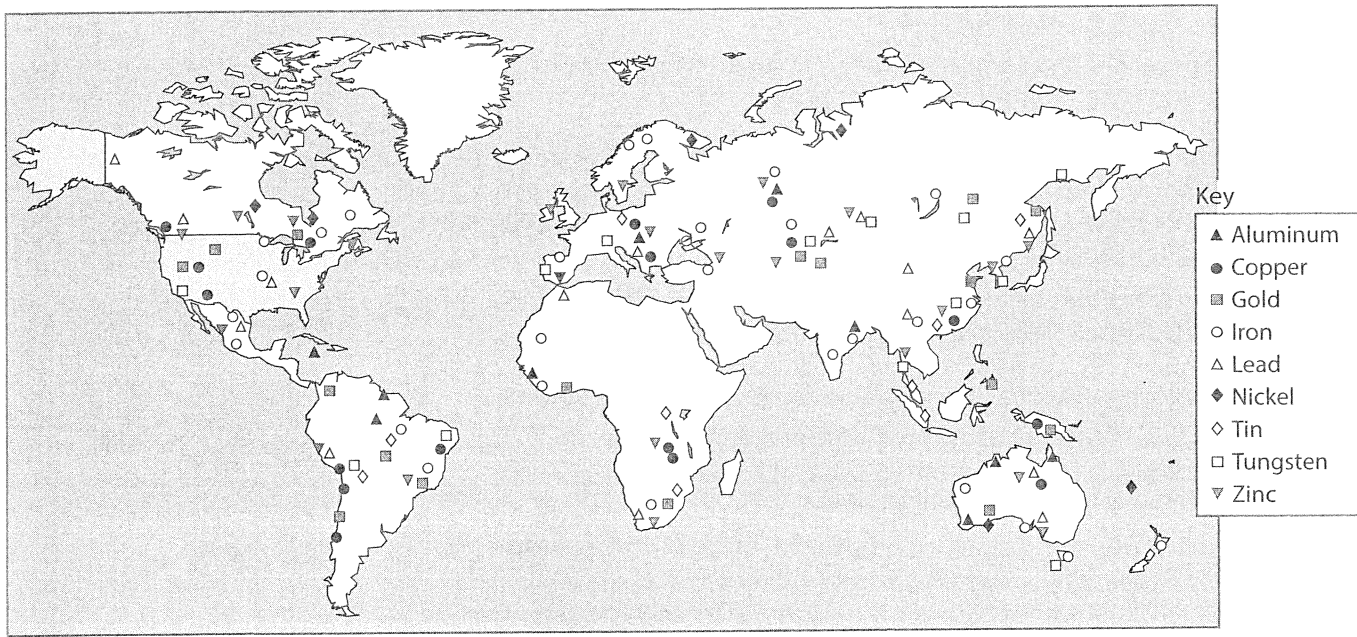 Key
Aluminum
Copper
Gold
Iron
Lead
Nickel
Tin
Tungsten
Zinc